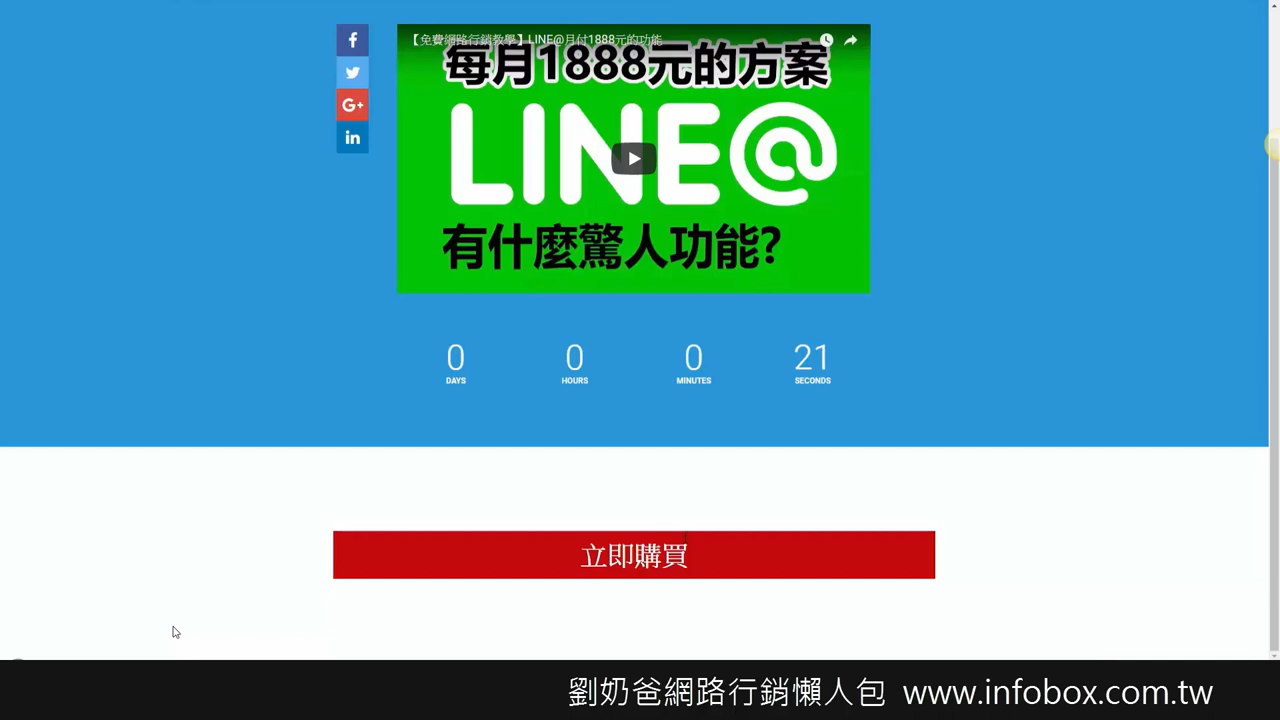 【免費網路行銷教學】LINE@月付1888元的功能
每月1888元的方案
LINE@
有什麼驚人功能?
f
G+
in
0 0 0 21
DAYS HOURS MINUTES SECONDS
立即購買
劉奶爸網路行銷懶人包 www.infobox.com.tw